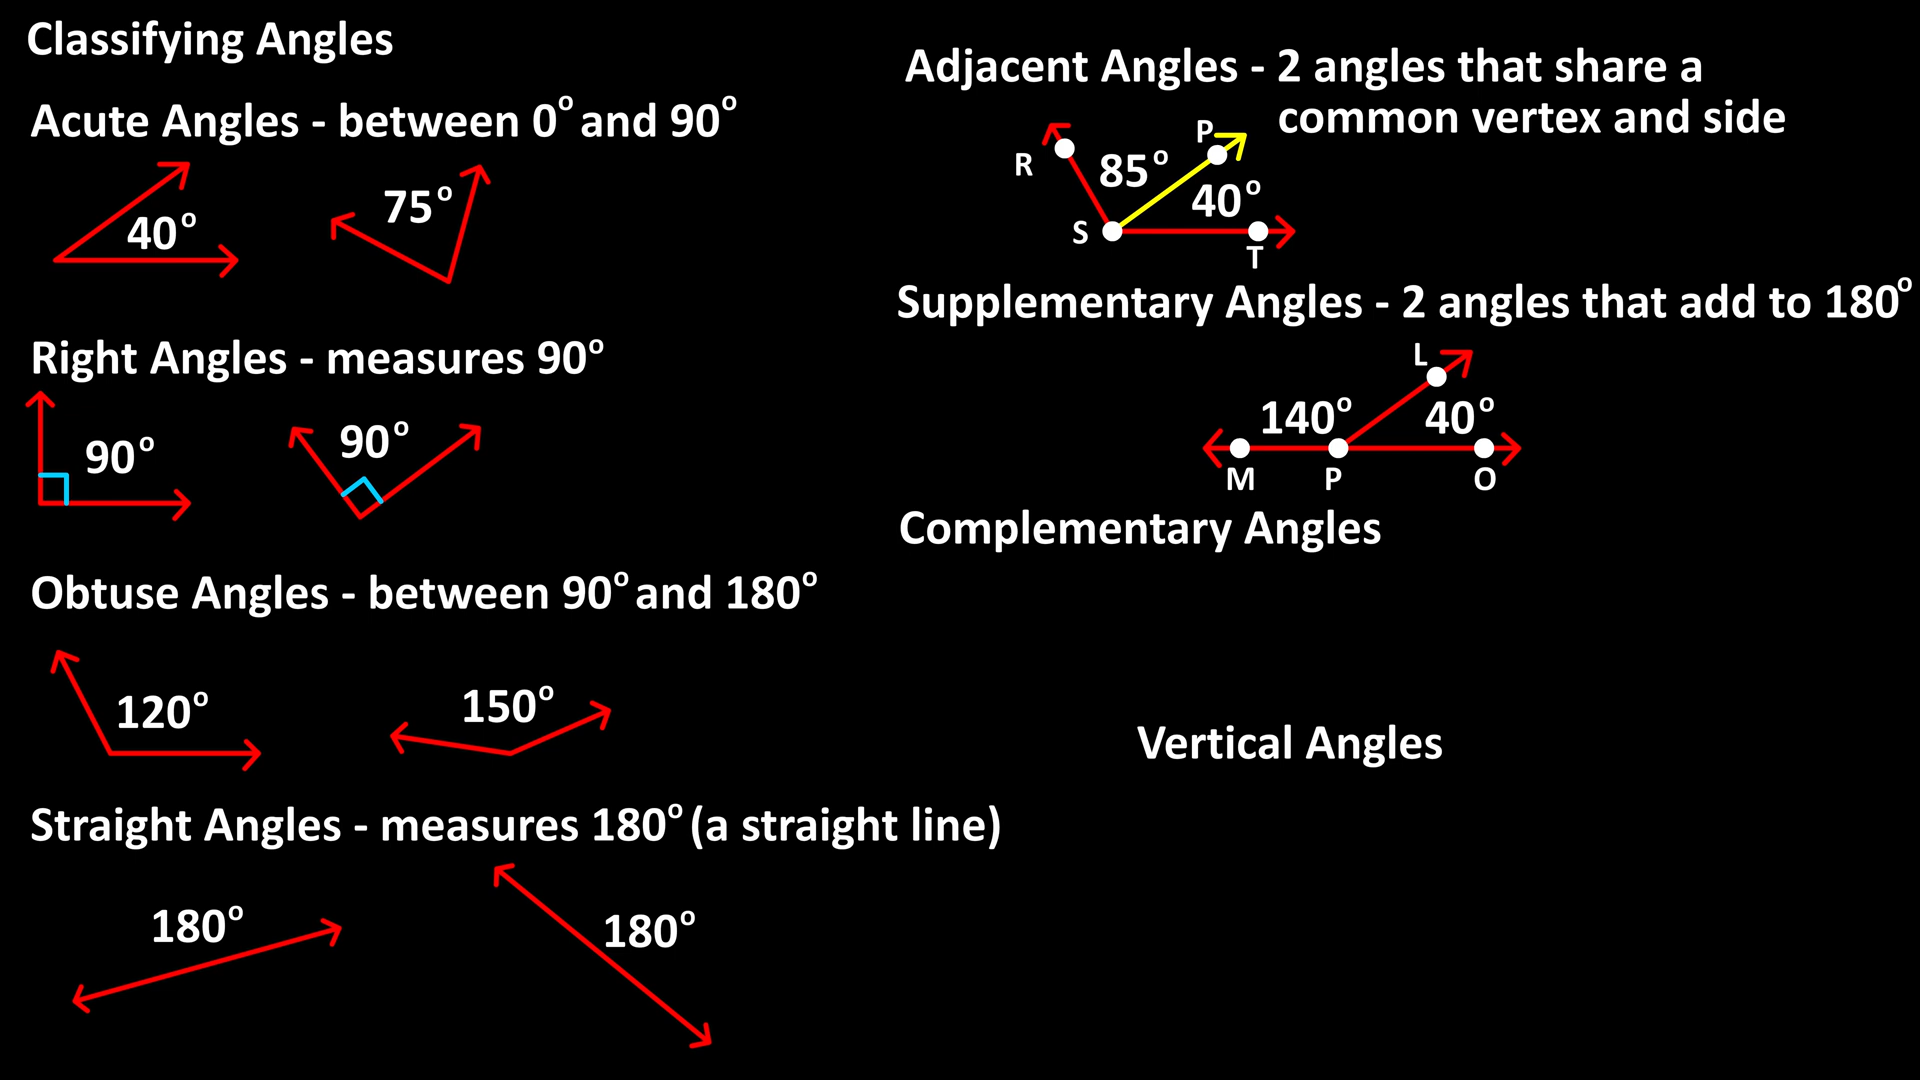 Classifying Angles
Acute Angles - between 0° and 90°
40°
75°
Right Angles - measures 90°
90°
90°
Obtuse Angles - between 90° and 180°
120°
150°
Straight Angles - measures 180° (a straight line)
180°
180°
Adjacent Angles - 2 angles that share a
common vertex and side
R
85°
P
40°
S
T
Supplementary Angles - 2 angles that add to 180°
L
140°
40°
M
P
O
Complementary Angles
Vertical Angles